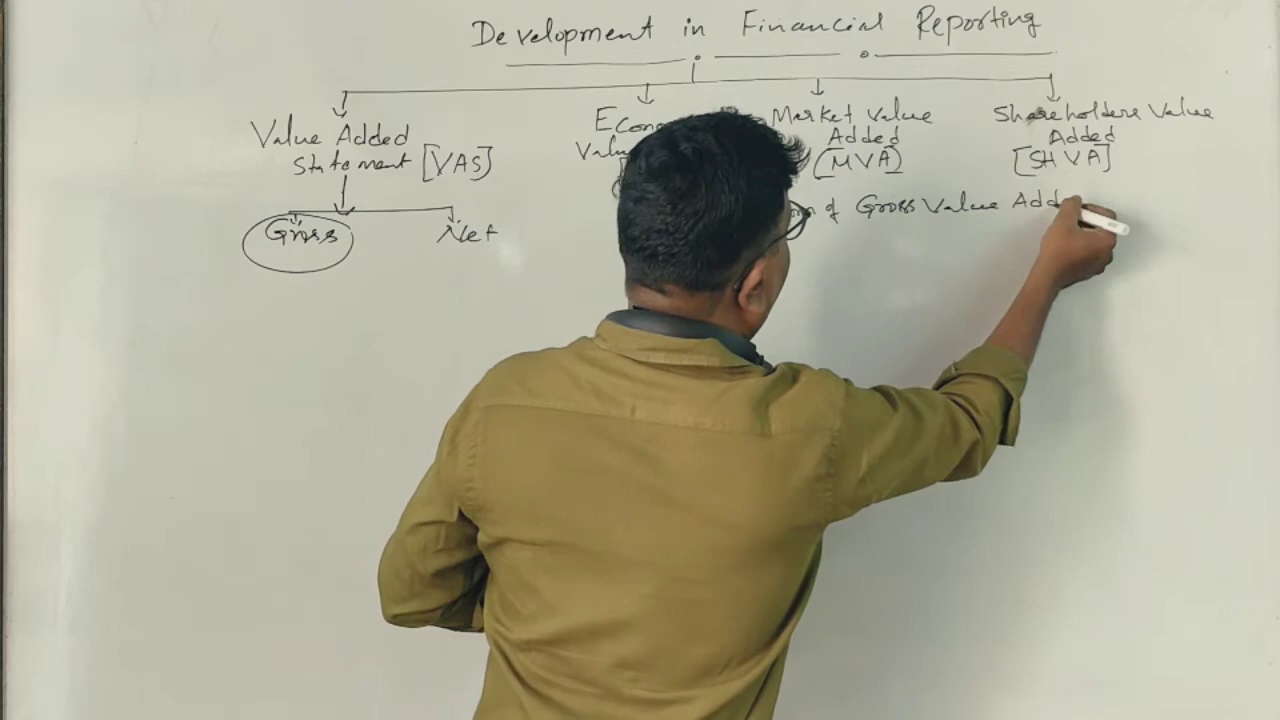 Development in Financial Reporting
Value Added
Statement [VAS]
Gross
Net
Market Value
Added
(MVA)
Shareholders Value
Added
[SHVA]
of Gross Value Add